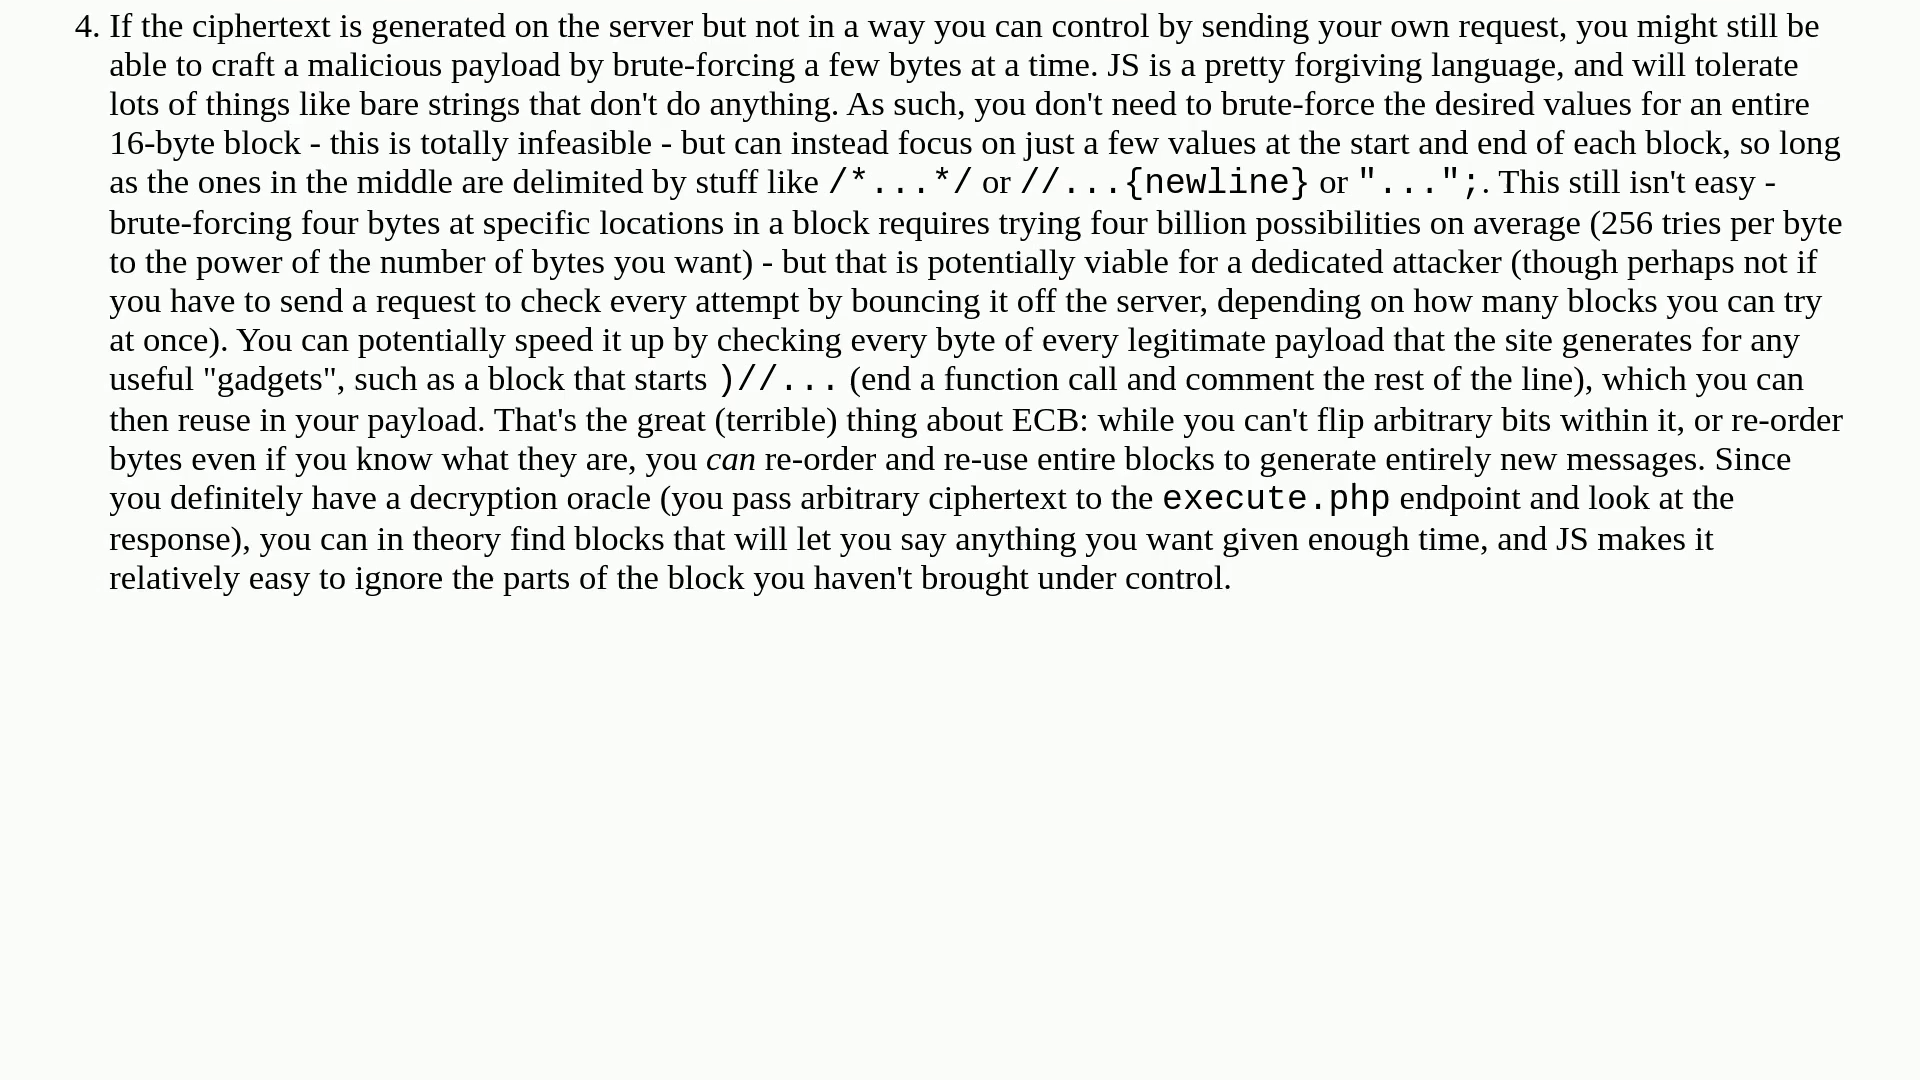 4. If the ciphertext is generated on the server but not in a way you can control by sending your own request, you might still be
able to craft a malicious payload by brute-forcing a few bytes at a time. JS is a pretty forgiving language, and will tolerate
lots of things like bare strings that don't do anything. As such, you don't need to brute-force the desired values for an entire
16-byte block - this is totally infeasible - but can instead focus on just a few values at the start and end of each block, so long
as the ones in the middle are delimited by stuff like /*...*/ or //...{newline} or "...";. This still isn't easy -
brute-forcing four bytes at specific locations in a block requires trying four billion possibilities on average (256 tries per byte
to the power of the number of bytes you want) - but that is potentially viable for a dedicated attacker (though perhaps not if
you have to send a request to check every attempt by bouncing it off the server, depending on how many blocks you can try
at once). You can potentially speed it up by checking every byte of every legitimate payload that the site generates for any
useful "gadgets", such as a block that starts )//... (end a function call and comment the rest of the line), which you can
then reuse in your payload. That's the great (terrible) thing about ECB: while you can't flip arbitrary bits within it, or re-order
bytes even if you know what they are, you can re-order and re-use entire blocks to generate entirely new messages. Since
you definitely have a decryption oracle (you pass arbitrary ciphertext to the execute.php endpoint and look at the
response), you can in theory find blocks that will let you say anything you want given enough time, and JS makes it
relatively easy to ignore the parts of the block you haven't brought under control.